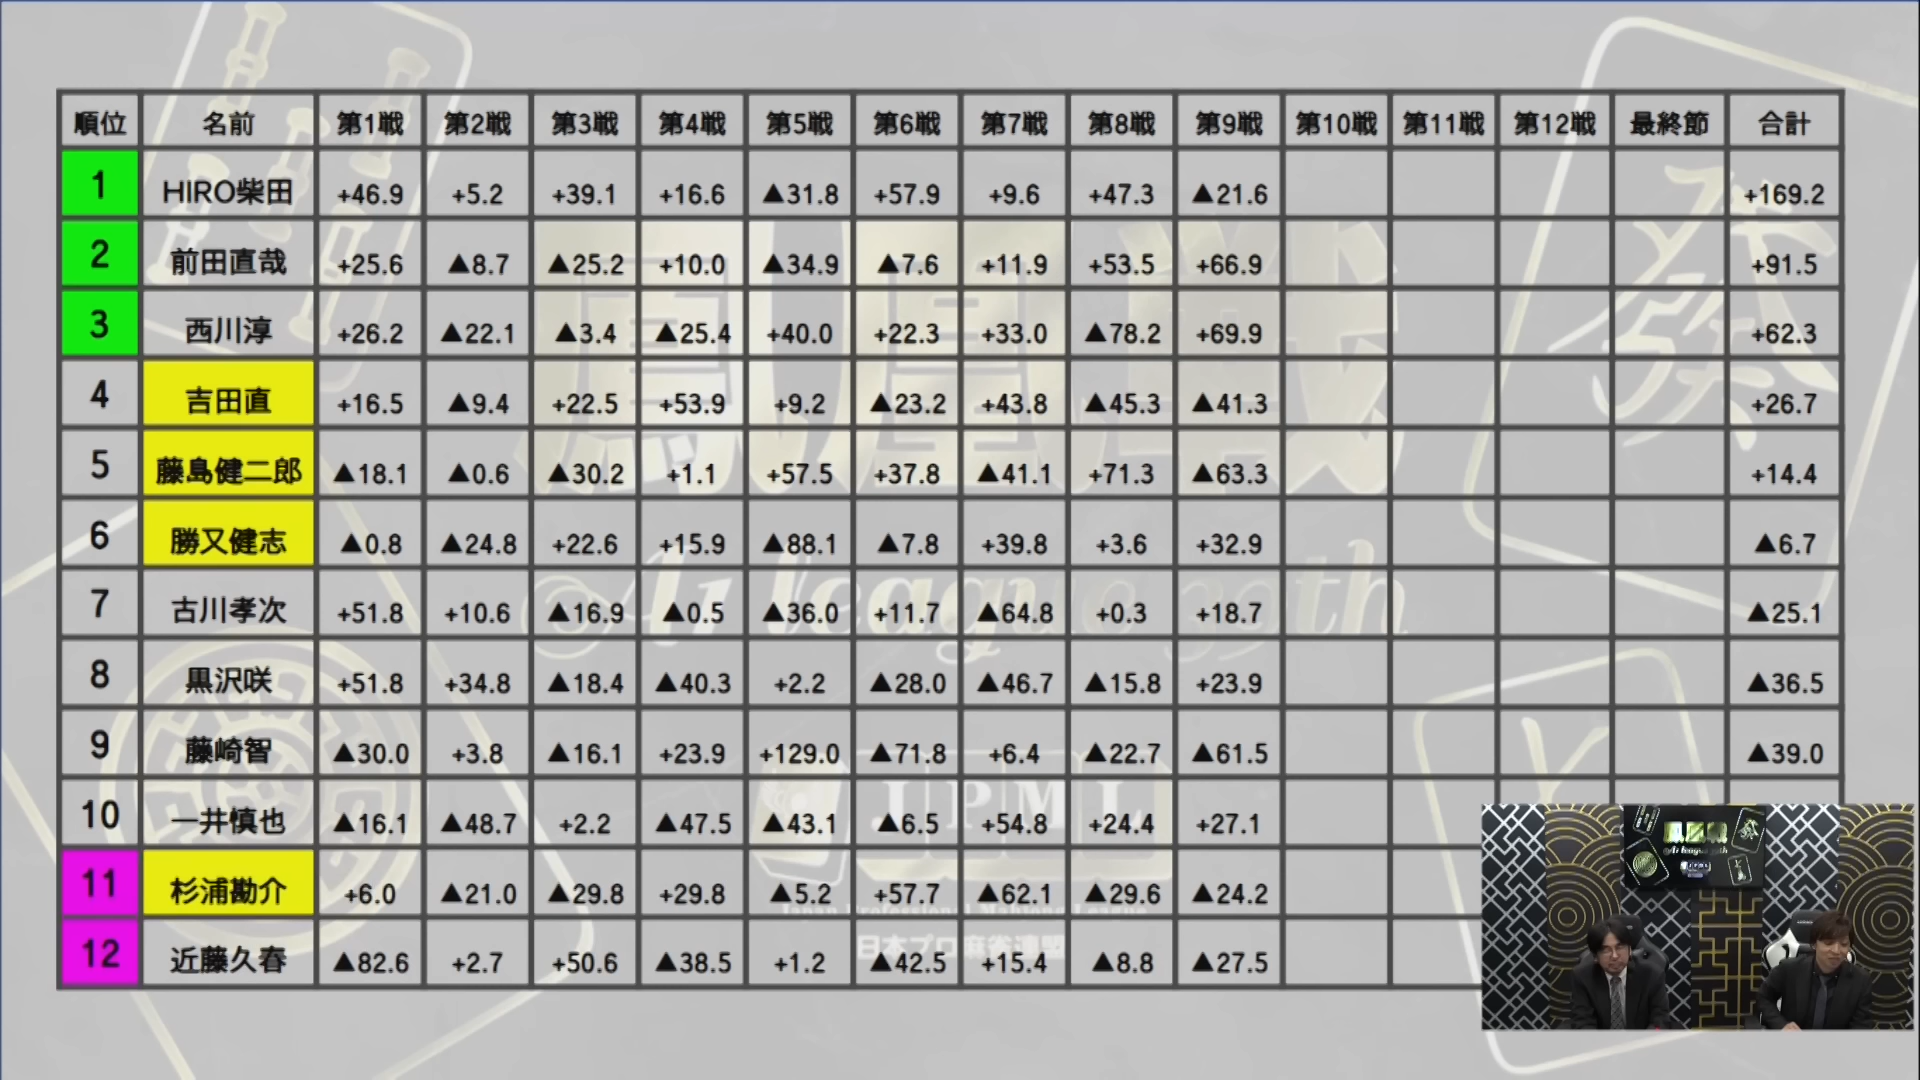 順位 名前 第1戦 第2戦 第3戦 第4戦 第5戦 第6戦 第7戦 第8戦 第9戦 第10戦 第11戦 第12戦 最終節 合計
1 HIRO柴田 +46.9 +5.2 +39.1 +16.6 ▲31.8 +57.9 +9.6 +47.3 ▲21.6 +169.2
2 前田直哉 +25.6 ▲8.7 ▲25.2 +10.0 ▲34.9 ▲7.6 +11.9 +53.5 +66.9 +91.5
3 西川淳 +26.2 ▲22.1 ▲3.4 ▲25.4 +40.0 +22.3 +33.0 ▲78.2 +69.9 +62.3
4 吉田直 +16.5 ▲9.4 +22.5 +53.9 +9.2 ▲23.2 +43.8 ▲45.3 ▲41.3 +26.7
5 藤島健二郎 ▲18.1 ▲0.6 ▲30.2 +1.1 +57.5 +37.8 ▲41.1 +71.3 ▲63.3 +14.4
6 勝又健志 ▲0.8 ▲24.8 +22.6 +15.9 ▲88.1 ▲7.8 +39.8 +3.6 +32.9 ▲6.7
7 古川孝次 +51.8 +10.6 ▲16.9 ▲0.5 ▲36.0 +11.7 ▲64.8 +0.3 +18.7 ▲25.1
8 黒沢咲 +51.8 +34.8 ▲18.4 ▲40.3 +2.2 ▲28.0 ▲46.7 ▲15.8 +23.9 ▲36.5
9 藤崎智 ▲30.0 +3.8 ▲16.1 +23.9 +129.0 ▲71.8 +6.4 ▲22.7 ▲61.5 ▲39.0
10 一井慎也 ▲16.1 ▲48.7 +2.2 ▲47.5 ▲43.1 ▲6.5 +54.8 +24.4 +27.1
11 杉浦勘介 +6.0 ▲21.0 ▲29.8 +29.8 ▲5.2 +57.7 ▲62.1 ▲29.6 ▲24.2
12 近藤久春 ▲82.6 +2.7 +50.6 ▲38.5 +1.2 ▲42.5 +15.4 ▲8.8 ▲27.5
鳳凰戦
A1 league 39th
JPML
Japan Professional Mahjong League
日本プロ麻雀連盟
發